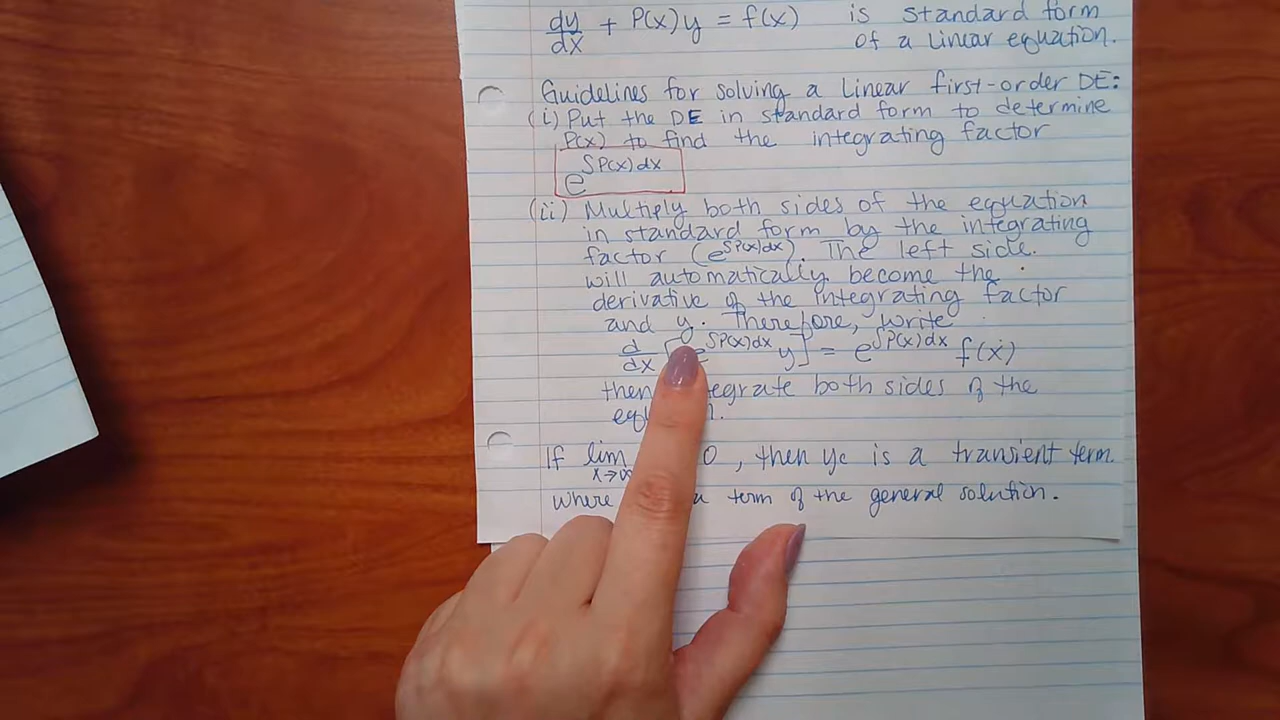 dy/dx + P(x)y = f(x) is standard form
of a linear equation.
Guidelines for solving a linear first-order DE:
(i) Put the DE in standard form to determine
P(x) to find the integrating factor
e^∫P(x)dx
(ii) Multiply both sides of the equation
in standard form by the integrating
factor (e^∫P(x)dx). The left side
will automatically become the
derivative of the integrating factor
and y. Therefore, write
d/dx [e^∫P(x)dx y] = e^∫P(x)dx f(x)
then both sides of the
If lim x→∞ 0, then yc is a transient term
where a term of the general solution.